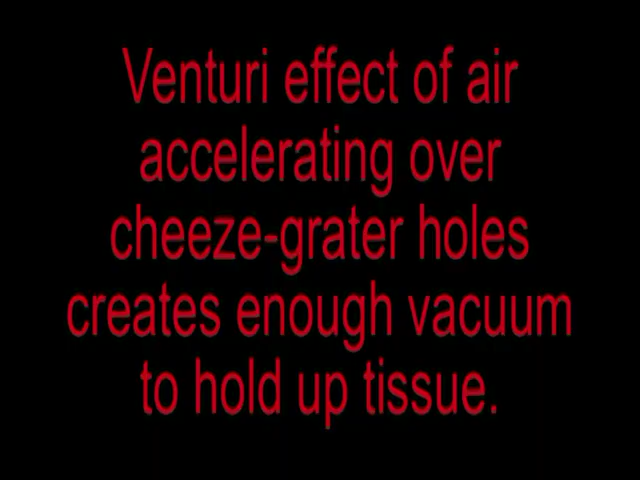 Venturi effect of air
accelerating over
cheeze-grater holes
creates enough vacuum
to hold up tissue.